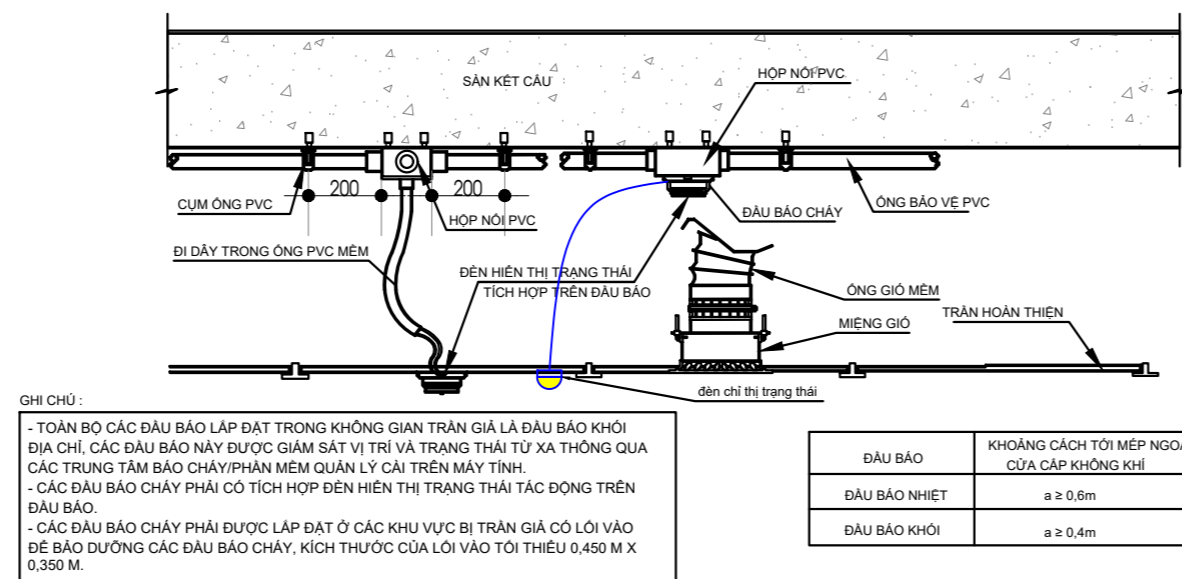 SÀN KẾT CẤU
HỘP NỐI PVC
200
200
CỤM ỐNG PVC
HỘP NỐI PVC
ĐẦU BÁO CHÁY
ỐNG BẢO VỆ PVC
ĐI DÂY TRONG ỐNG PVC MỀM
ĐÈN HIỂN THỊ TRẠNG THÁI
TÍCH HỢP TRÊN ĐẦU BÁO
ỐNG GIÓ MỀM
TRẦN HOÀN THIỆN
MIỆNG GIÓ
đèn chỉ thị trạng thái
GHI CHÚ :
- TOÀN BỘ CÁC ĐẦU BÁO LẮP ĐẶT TRONG KHÔNG GIAN TRẦN GIẢ LÀ ĐẦU BÁO KHÓI
ĐỊA CHỈ, CÁC ĐẦU BÁO NÀY ĐƯỢC GIÁM SÁT VỊ TRÍ VÀ TRẠNG THÁI TỪ XA THÔNG QUA
CÁC TRUNG TÂM BÁO CHÁY/PHẦN MỀM QUẢN LÝ CÀI TRÊN MÁY TÍNH.
- CÁC ĐẦU BÁO CHÁY PHẢI CÓ TÍCH HỢP ĐÈN HIỂN THỊ TRẠNG THÁI TÁC ĐỘNG TRÊN
ĐẦU BÁO.
- CÁC ĐẦU BÁO CHÁY PHẢI ĐƯỢC LẮP ĐẶT Ở CÁC KHU VỰC BỊ TRẦN GIẢ CÓ LỐI VÀO
ĐỂ BẢO DƯỠNG CÁC ĐẦU BÁO CHÁY, KÍCH THƯỚC CỦA LỐI VÀO TỐI THIỂU 0,450 M X
0,350 M.
ĐẦU BÁO
KHOẢNG CÁCH TỚI MÉP NGOÀ
CỬA CẤP KHÔNG KHÍ
ĐẦU BÁO NHIỆT
a ≥ 0,6m
ĐẦU BÁO KHÓI
a ≥ 0,4m